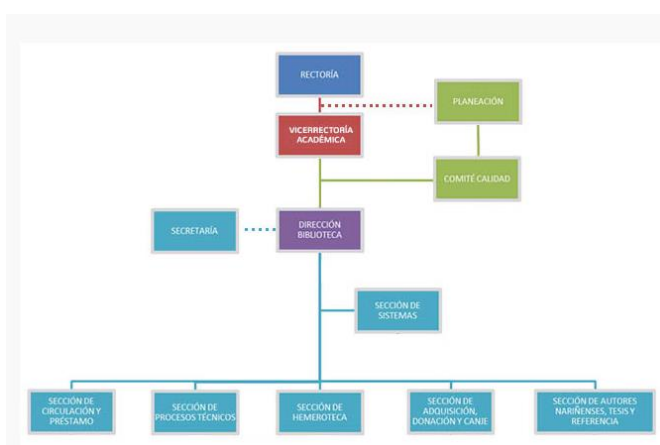 RECTORÍA
PLANEACIÓN
VICERRECTORÍA
ACADÉMICA
COMITÉ CALIDAD
SECRETARÍA
DIRECCIÓN
BIBLIOTECA
SECCIÓN DE
SISTEMAS
SECCIÓN DE
CIRCULACIÓN Y
PRÉSTAMO
SECCIÓN DE
PROCESOS TÉCNICOS
SECCIÓN DE
HEMEROTECA
SECCIÓN DE
ADQUISICIÓN,
DONACIÓN Y CANJE
SECCIÓN DE AUTORES
NARIÑENSES, TESIS Y
REFERENCIA